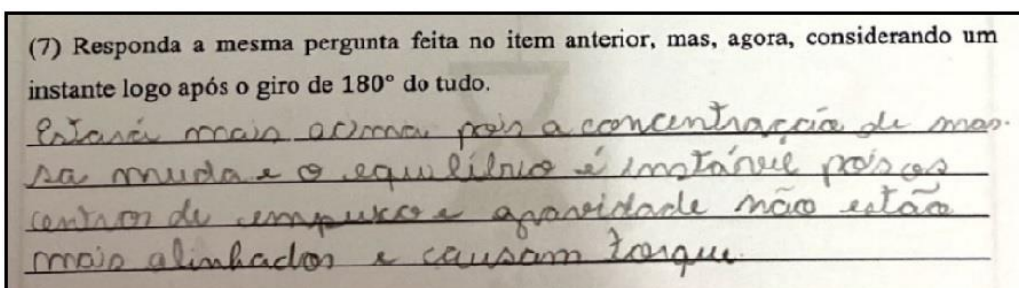 (7) Responda a mesma pergunta feita no item anterior, mas, agora, considerando um
instante logo após o giro de 180° do tudo.
Estará mais acima pois a concentraccia de mas-
sa muda e o equilíbrio é instável pois os
centros de empuxo e gravidade não estão
mais alinhados e causam torque.